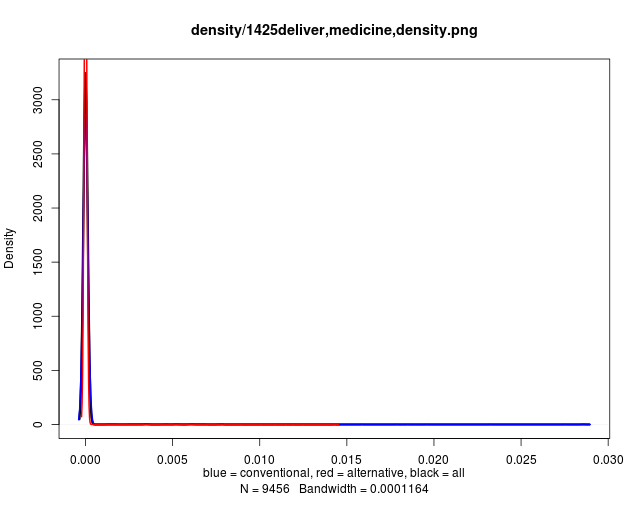 density/1425deliver,medicine,density.png
Density
3000
2500
2000
1500
1000
500
0
0.000 0.005 0.010 0.015 0.020 0.025 0.030
blue = conventional, red = alternative, black = all
N = 9456 Bandwidth = 0.0001164